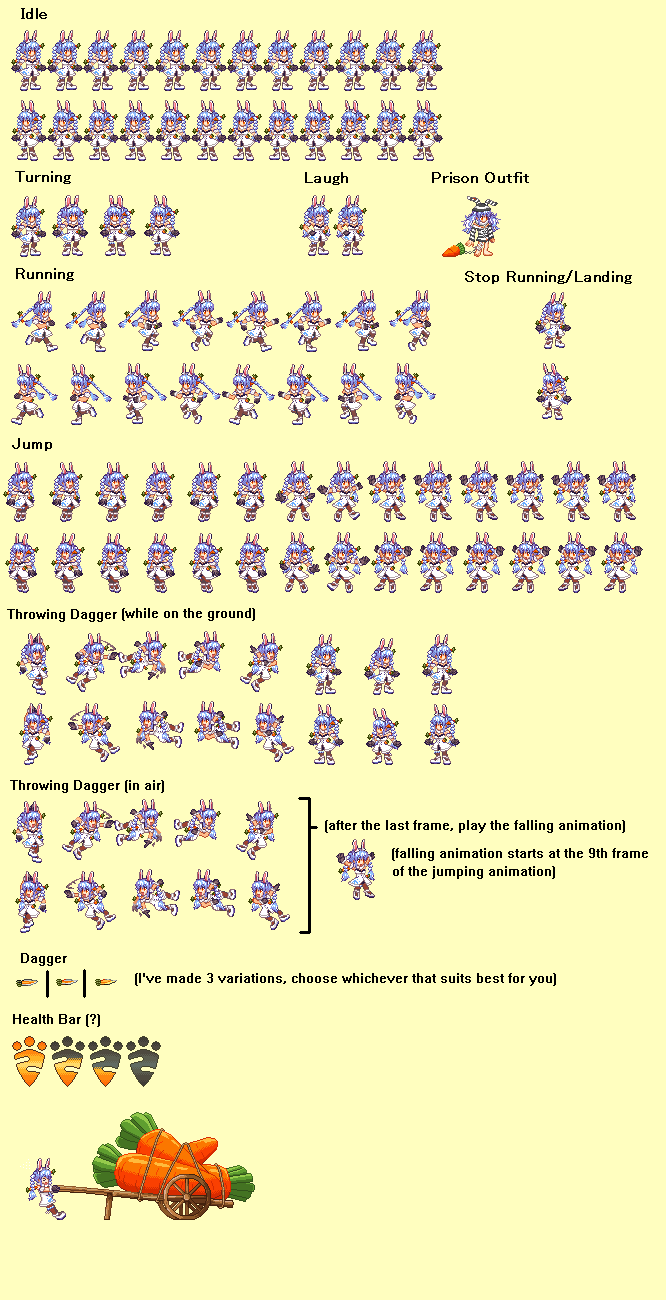 Idle
Turning
Laugh
Prison Outfit
Running
Stop Running/Landing
Jump
Throwing Dagger (while on the ground)
Throwing Dagger (in air)
(after the last frame, play the falling animation)
(falling animation starts at the 9th frame
of the jumping animation)
Dagger
(I've made 3 variations, choose whichever that suits best for you)
Health Bar (?)